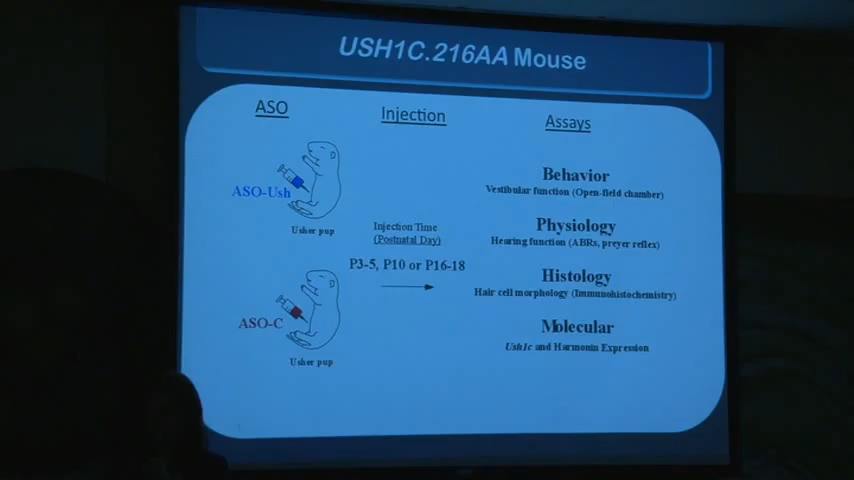 USH1C.216AA Mouse
ASO
Injection
Assays
ASO-Ush
Usher pup
Injection Time
(Postnatal Day)
P3-5, P10 or P16-18
ASO-C
Usher pup
Behavior
Vestibular function (Open-field chamber)
Physiology
Hearing function (ABRs, preyer reflex)
Histology
Hair cell morphology (Immunohistochemistry)
Molecular
Ush1c and Harmonin Expression